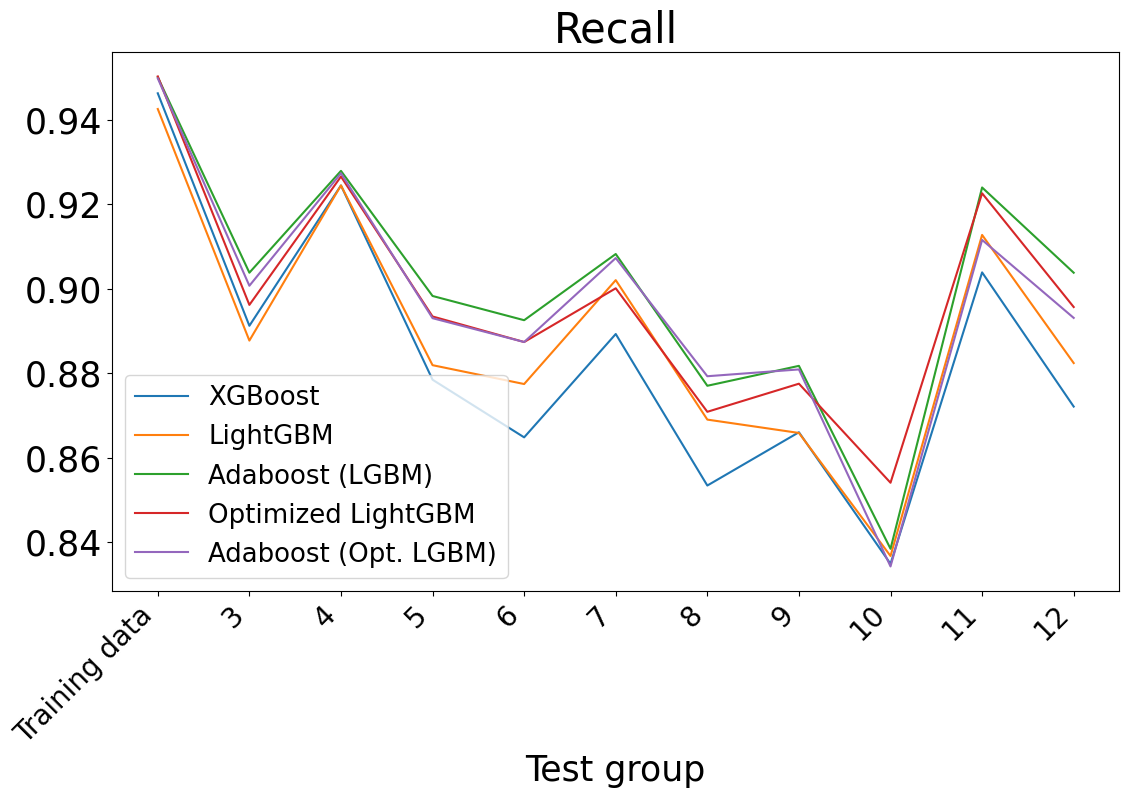 Recall
0.94
0.92
0.90
0.88
0.86
0.84
XGBoost
LightGBM
Adaboost (LGBM)
Optimized LightGBM
Adaboost (Opt. LGBM)
Training data
3
4
5
6
7
8
9
10
11
12
Test group